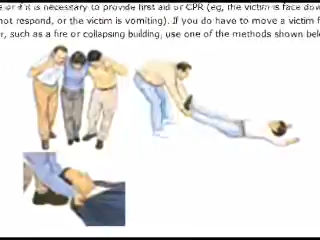 e or if it is necessary to provide first aid or CPR (eg, the victim is face dow
not respond, or the victim is vomiting). If you do have to move a victim f
r, such as a fire or collapsing building, use one of the methods shown bel